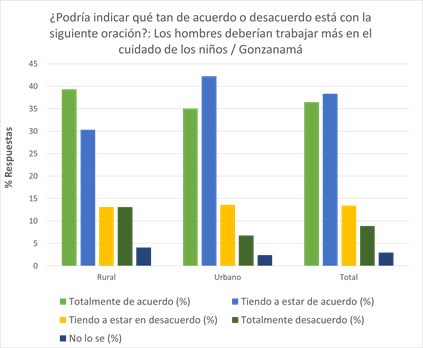 ¿Podría indicar qué tan de acuerdo o desacuerdo está con la
siguiente oración?: Los hombres deberían trabajar más en el
cuidado de los niños / Gonzanamá
% Respuestas
45
40
35
30
25
20
15
10
5
0
Rural
Urbano
Total
Totalmente de acuerdo (%)
Tiendo a estar de acuerdo (%)
Tiendo a estar en desacuerdo (%)
Totalmente desacuerdo (%)
No lo se (%)